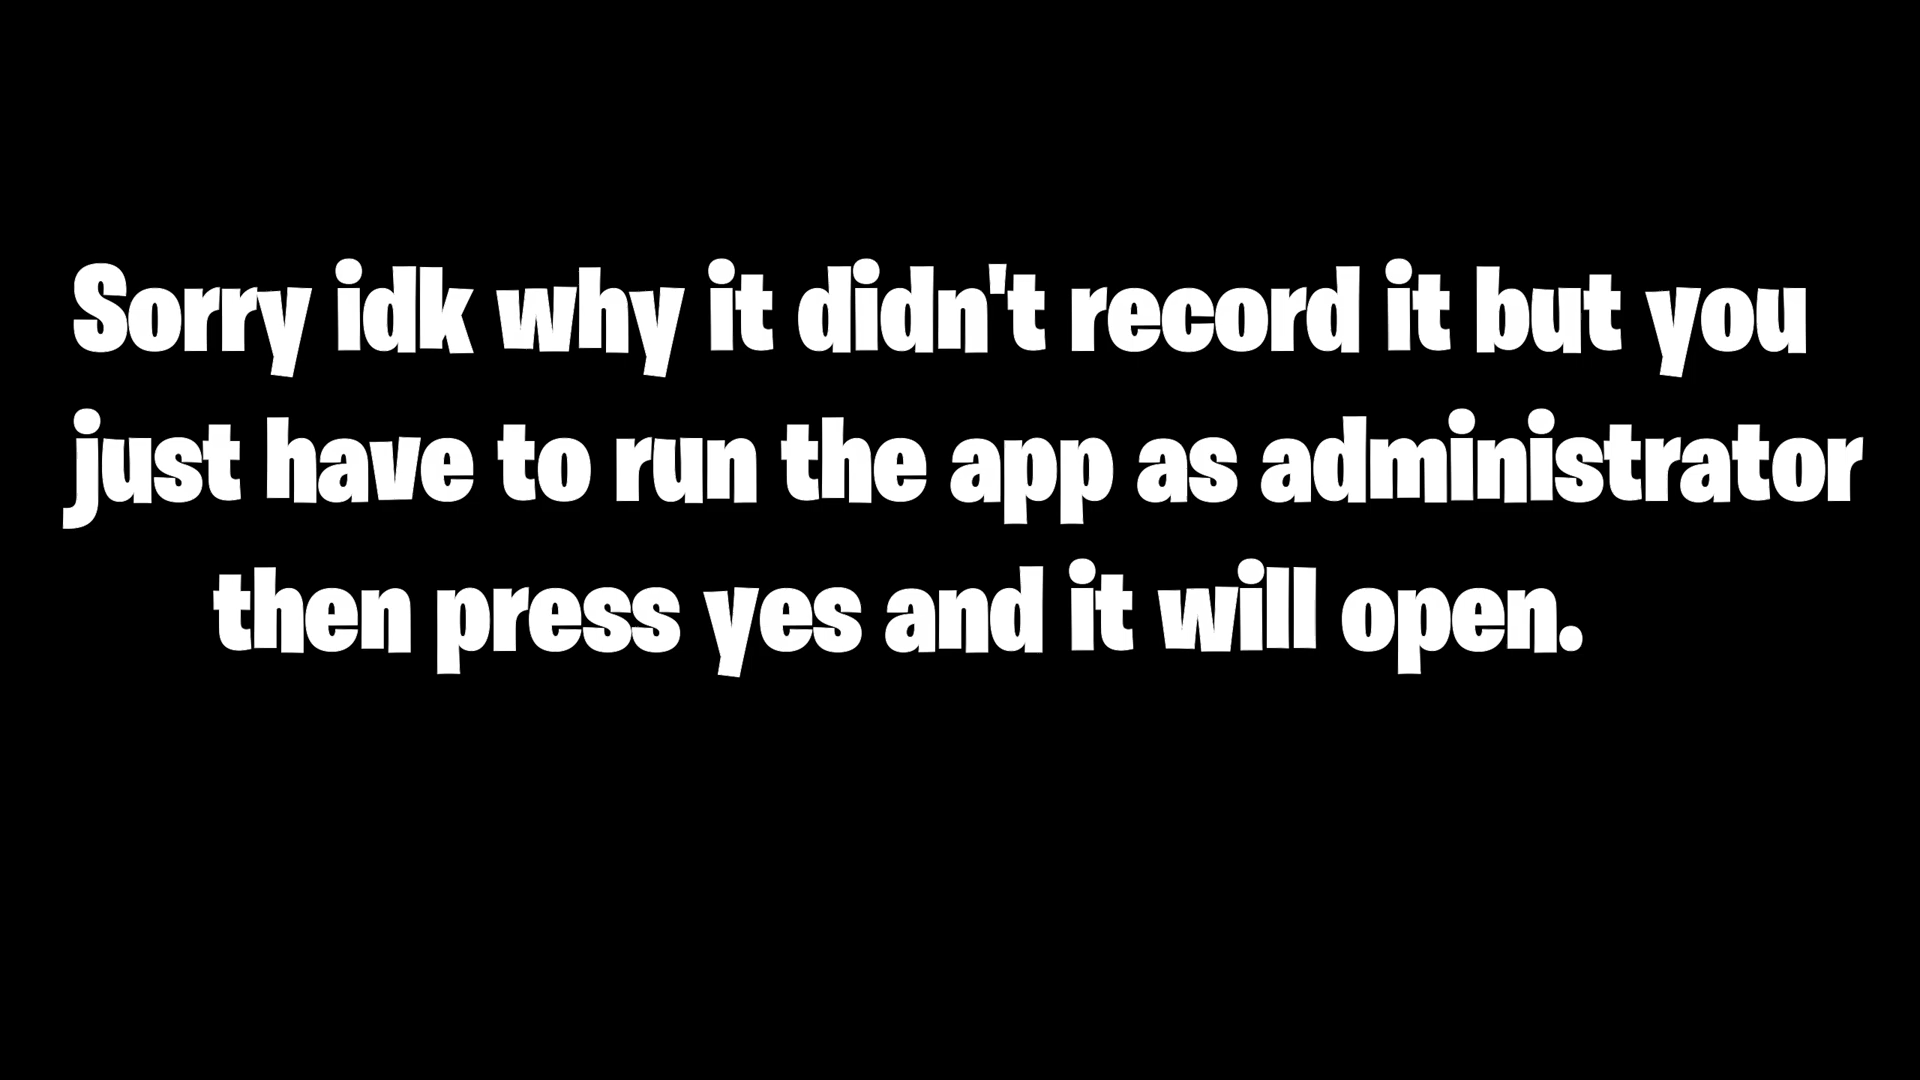 Sorry idk why it didn't record it but you
just have to run the app as administrator
then press yes and it will open.